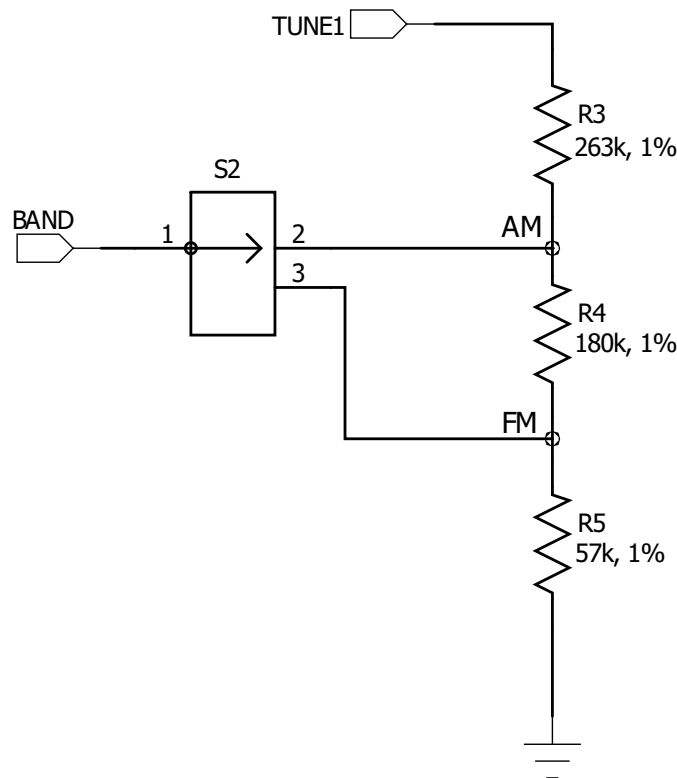 TUNE1
R3
263k, 1%
S2
BAND
1
2
AM
3
R4
180k, 1%
FM
R5
57k, 1%